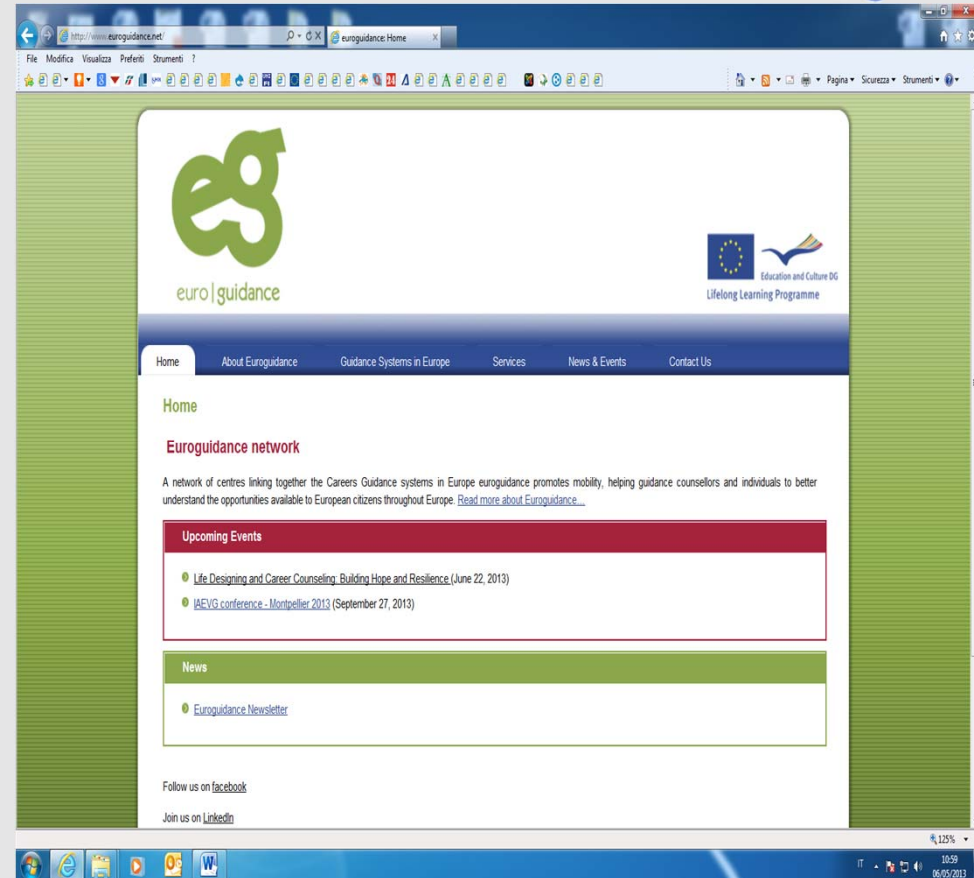 http://www.euroguidance.net/
euroguidance: Home
File Modifica Visualizza Preferiti Strumenti ?
Pagina Sicurezza Strumenti
eg
euro|guidance
Education and Culture DG
Lifelong Learning Programme
Home About Euroguidance Guidance Systems in Europe Services News & Events Contact Us
Home
Euroguidance network
A network of centres linking together the Careers Guidance systems in Europe euroguidance promotes mobility, helping guidance counsellors and individuals to better
understand the opportunities available to European citizens throughout Europe. Read more about Euroguidance....
Upcoming Events
Life Designing and Career Counseling: Building Hope and Resilience (June 22, 2013)
IAEVG conference - Montpellier 2013 (September 27, 2013)
News
Euroguidance Newsletter
Follow us on facebook
Join us on LinkedIn
125%
IT 10:59
06/05/2013